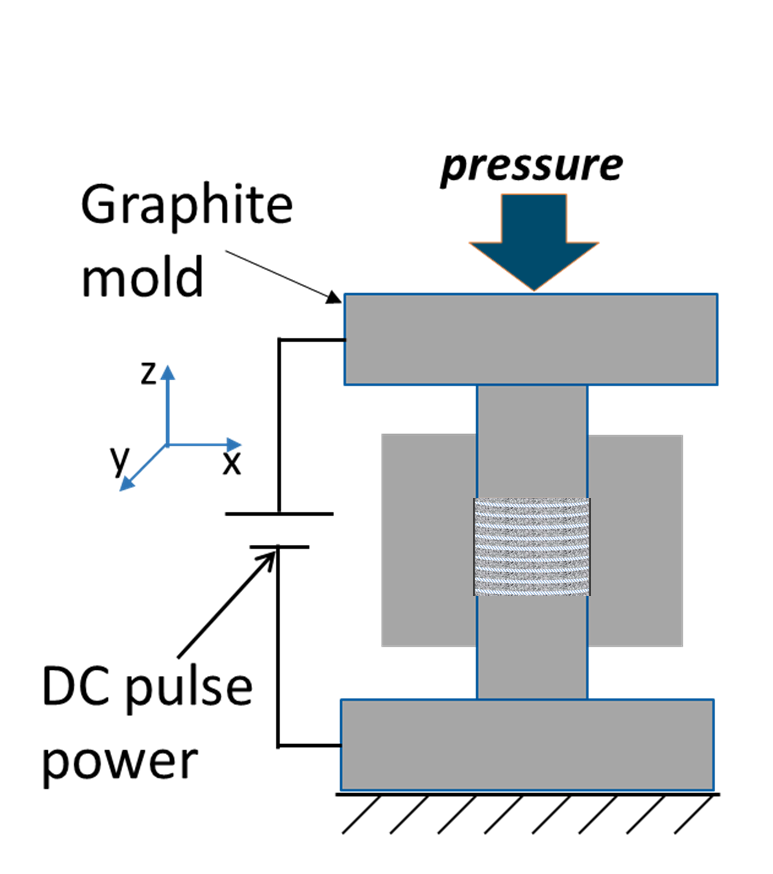 pressure
Graphite
mold
z
y
x
DC pulse
power